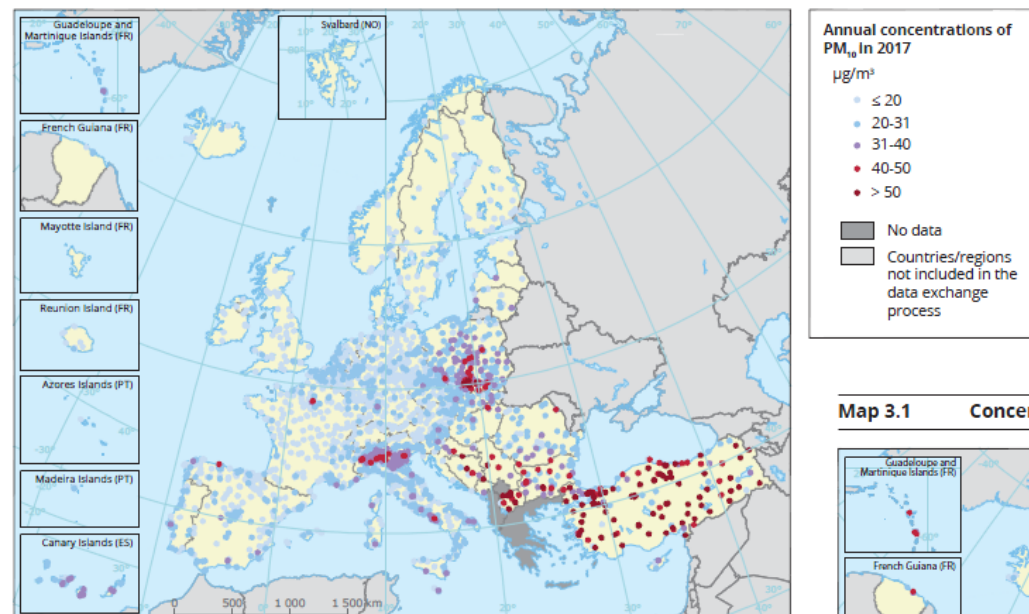 Guadeloupe and
Martinique Islands (FR)
French Guiana (FR)
Mayotte Island (FR)
Reunion Island (FR)
Azores Islands (PT)
Madeira Islands (PT)
Canary Islands (ES)
Svalbard (NO)
0 500 1 000 1 500 km
Annual concentrations of
PM₁₀ in 2017
µg/m³
≤ 20
20-31
31-40
40-50
> 50
No data
Countries/regions
not included in the
data exchange
process
Map 3.1 Concer
Guadeloupe and
Martinique Islands (FR)
French Guiana (FR)